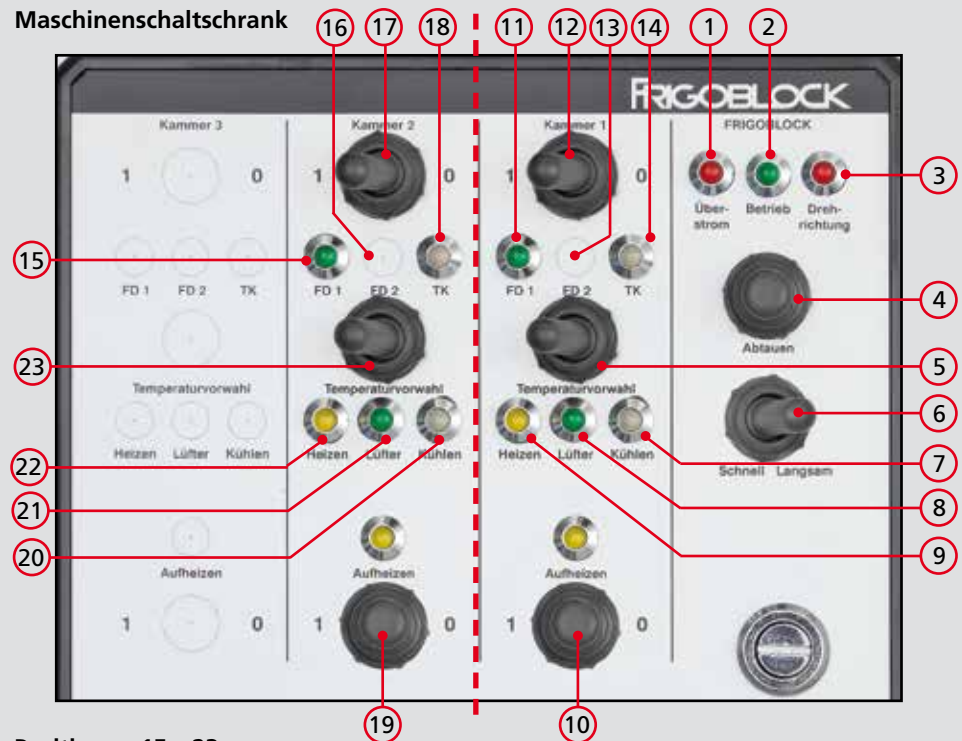 Maschinenschaltschrank
16 17 18 11 12 13 14 1 2
FRIGOBLOCK
Kammer 3 Kammer 2 Kammer 1 FRIGOBLOCK
1 0 1 0 1 0
3
Über-
strom
Betrieb
Dreh-
richtung
15
FD 1 FD 2 TK FD 1 FD 2 TK FD 1 FD 2 TK
4
Abtauen
23
5
Temperaturvorwahl Temperaturvorwahl Temperaturvorwahl
6
Heizen Lüfter Kühlen Heizen Lüfter Kühlen Heizen Lüfter Kühlen
Schnell Langsam
22
7
21
8
20
9
Aufheizen Aufheizen Aufheizen
1 0 1 0 1 0
19 10